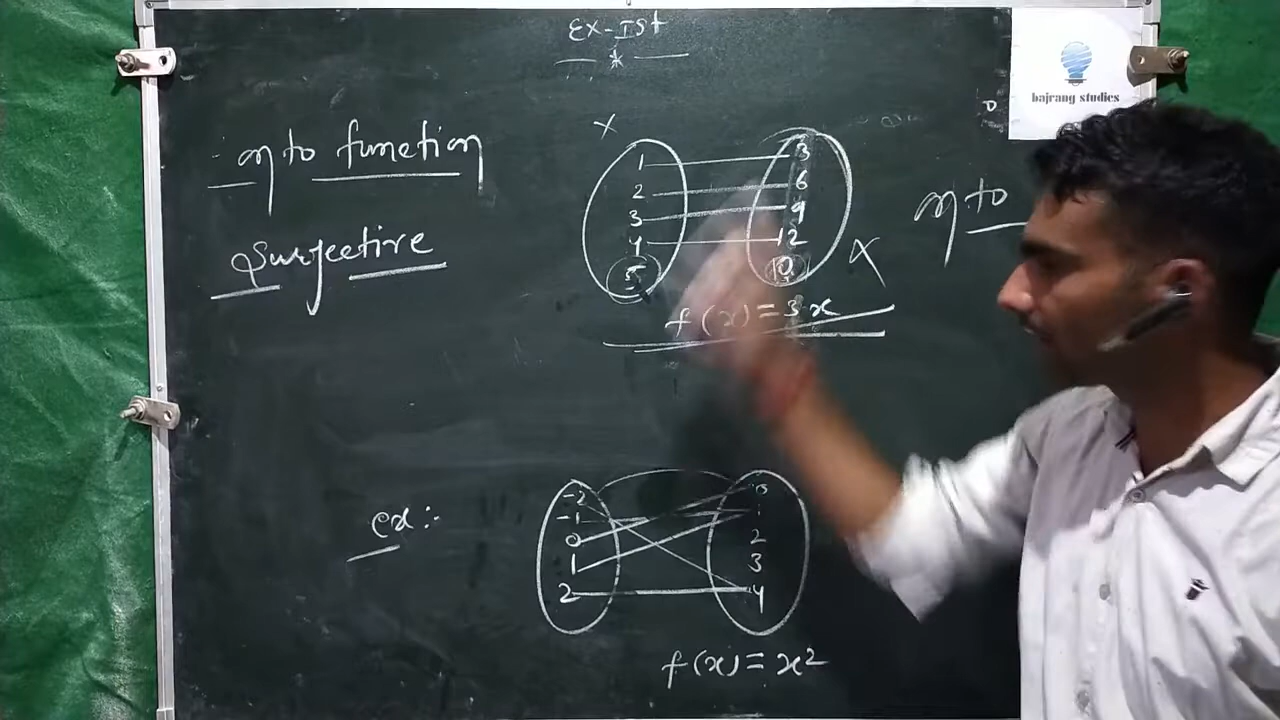 Ex-Ist
bajrang studies
onto function
Surjective
X
1 3
2 6
3 9
4 12
5 10
X
onto
f(x)=3x
ex:-
-2 0
-1 1
0 2
1 3
2 4
f(x)=x²